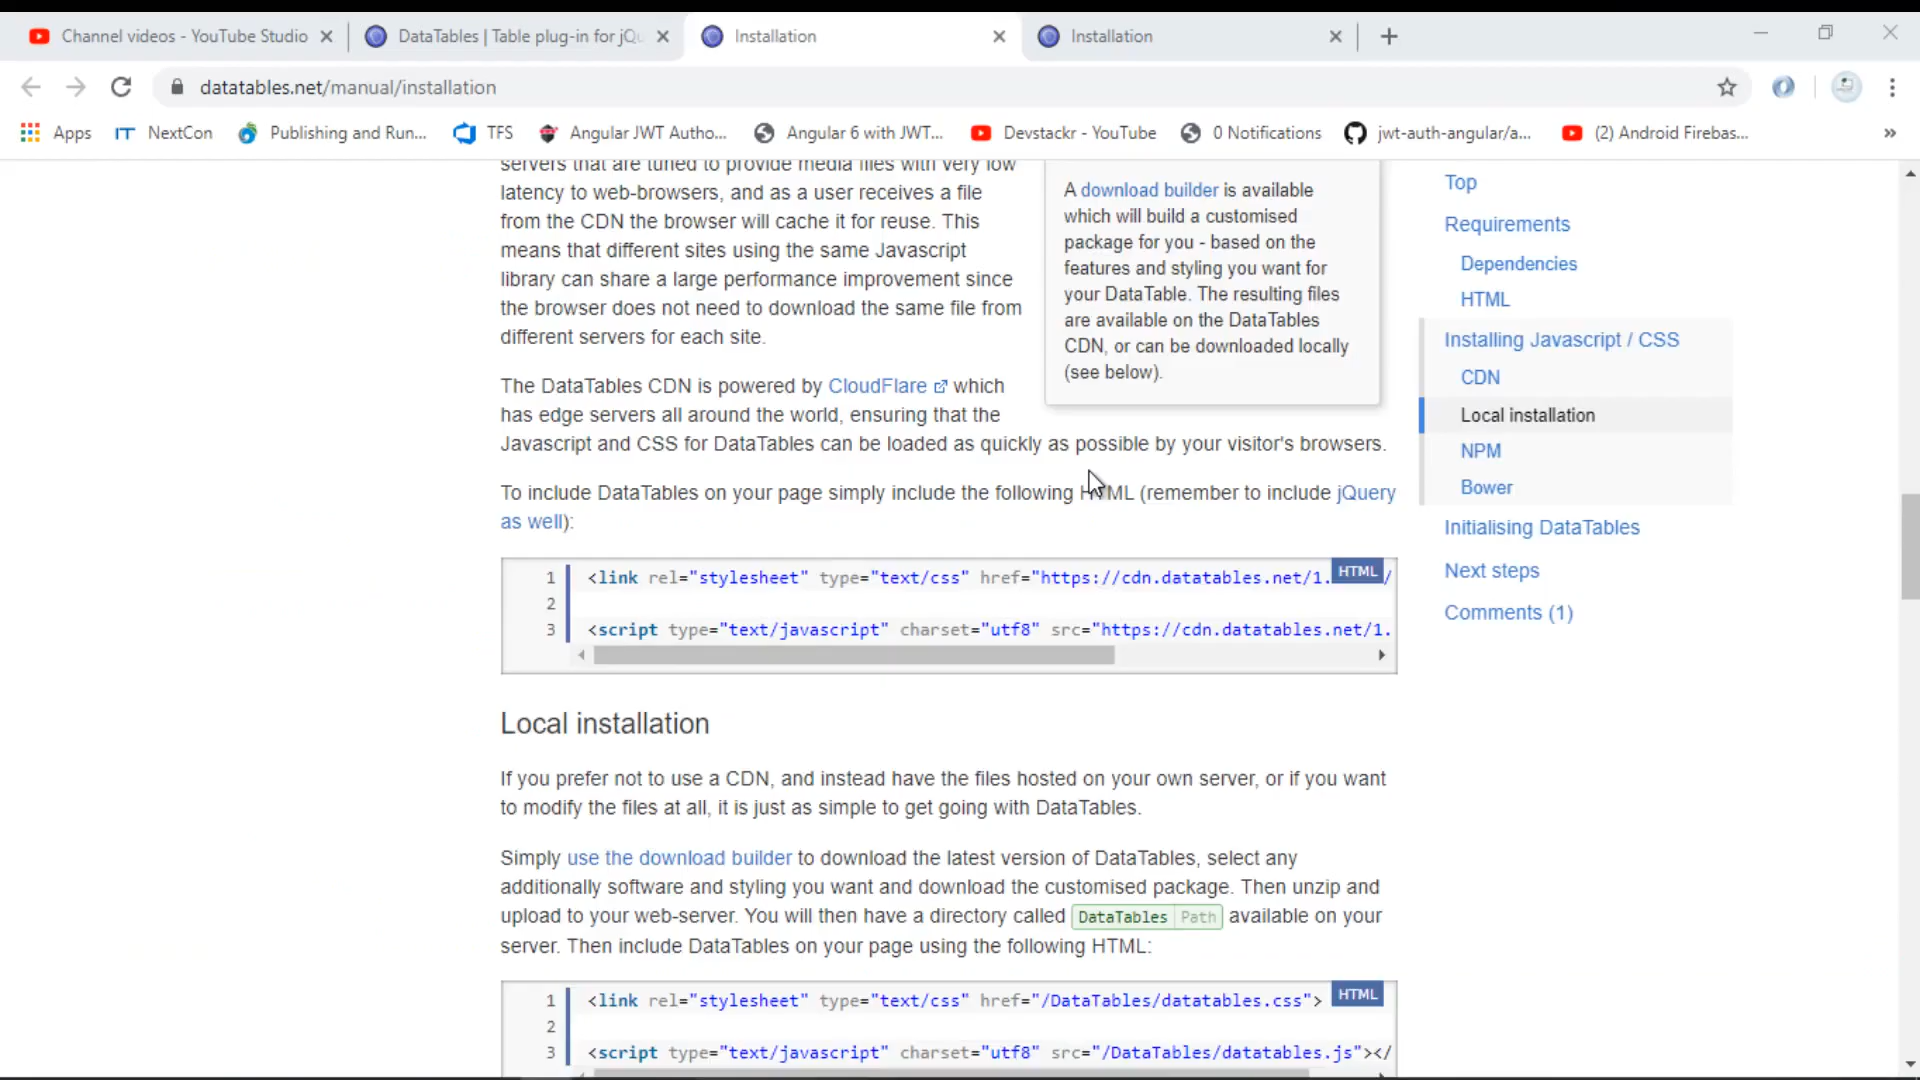 Channel videos - YouTube Studio
DataTables | Table plug-in for jQu
Installation
Installation
datatables.net/manual/installation
Apps
NextCon
Publishing and Run...
TFS
Angular JWT Autho...
Angular 6 with JWT...
Devstackr - YouTube
0 Notifications
jwt-auth-angular/a...
(2) Android Firebas...
»
servers that are tuned to provide media files with very low
latency to web-browsers, and as a user receives a file
from the CDN the browser will cache it for reuse. This
means that different sites using the same Javascript
library can share a large performance improvement since
the browser does not need to download the same file from
different servers for each site.
The DataTables CDN is powered by CloudFlare which
has edge servers all around the world, ensuring that the
Javascript and CSS for DataTables can be loaded as quickly as possible by your visitor's browsers.
To include DataTables on your page simply include the following HTML (remember to include jQuery
as well):
1 <link rel="stylesheet" type="text/css" href="https://cdn.datatables.net/1. /
HTML
2
3 <script type="text/javascript" charset="utf8" src="https://cdn.datatables.net/1.
Local installation
If you prefer not to use a CDN, and instead have the files hosted on your own server, or if you want
to modify the files at all, it is just as simple to get going with DataTables.
Simply use the download builder to download the latest version of DataTables, select any
additionally software and styling you want and download the customised package. Then unzip and
upload to your web-server. You will then have a directory called DataTables Path available on your
server. Then include DataTables on your page using the following HTML:
1 <link rel="stylesheet" type="text/css" href="/DataTables/datatables.css">
HTML
2
3 <script type="text/javascript" charset="utf8" src="/DataTables/datatables.js"></
A download builder is available
which will build a customised
package for you - based on the
features and styling you want for
your DataTable. The resulting files
are available on the DataTables
CDN, or can be downloaded locally
(see below).
Top
Requirements
Dependencies
HTML
Installing Javascript / CSS
CDN
Local installation
NPM
Bower
Initialising DataTables
Next steps
Comments (1)